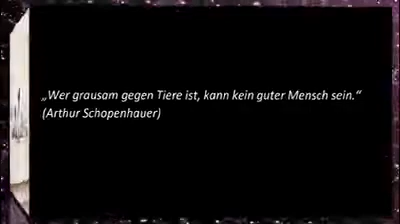 „Wer grausam gegen Tiere ist, kann kein guter Mensch sein.“
(Arthur Schopenhauer)